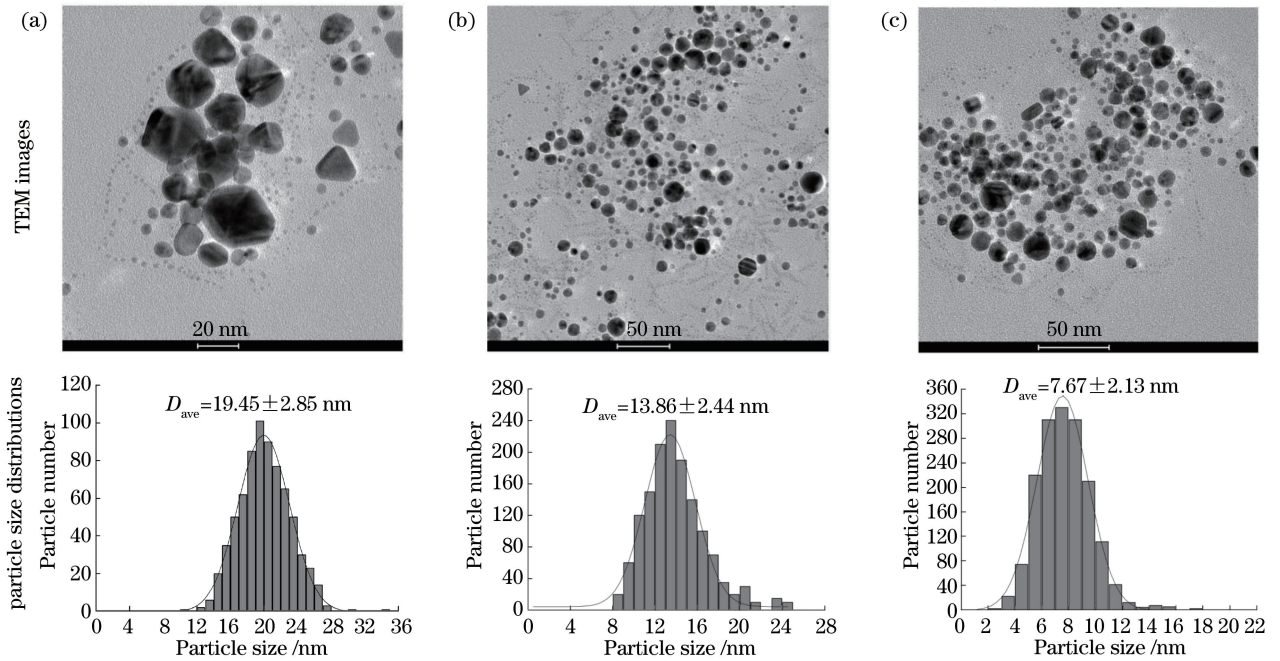 (a)
(b)
(c)
TEM images
20 nm
50 nm
50 nm
particle size distributions
Particle number
120
100
80
60
40
20
0
D_ave=19.45±2.85 nm
0 4 8 12 16 20 24 28 32 36
Particle size /nm
Particle number
280
240
200
160
120
80
40
0
D_ave=13.86±2.44 nm
0 4 8 12 16 20 24 28
Particle size /nm
Particle number
360
320
280
240
200
160
120
80
40
0
D_ave=7.67±2.13 nm
0 2 4 6 8 10 12 14 16 18 20 22
Particle size /nm